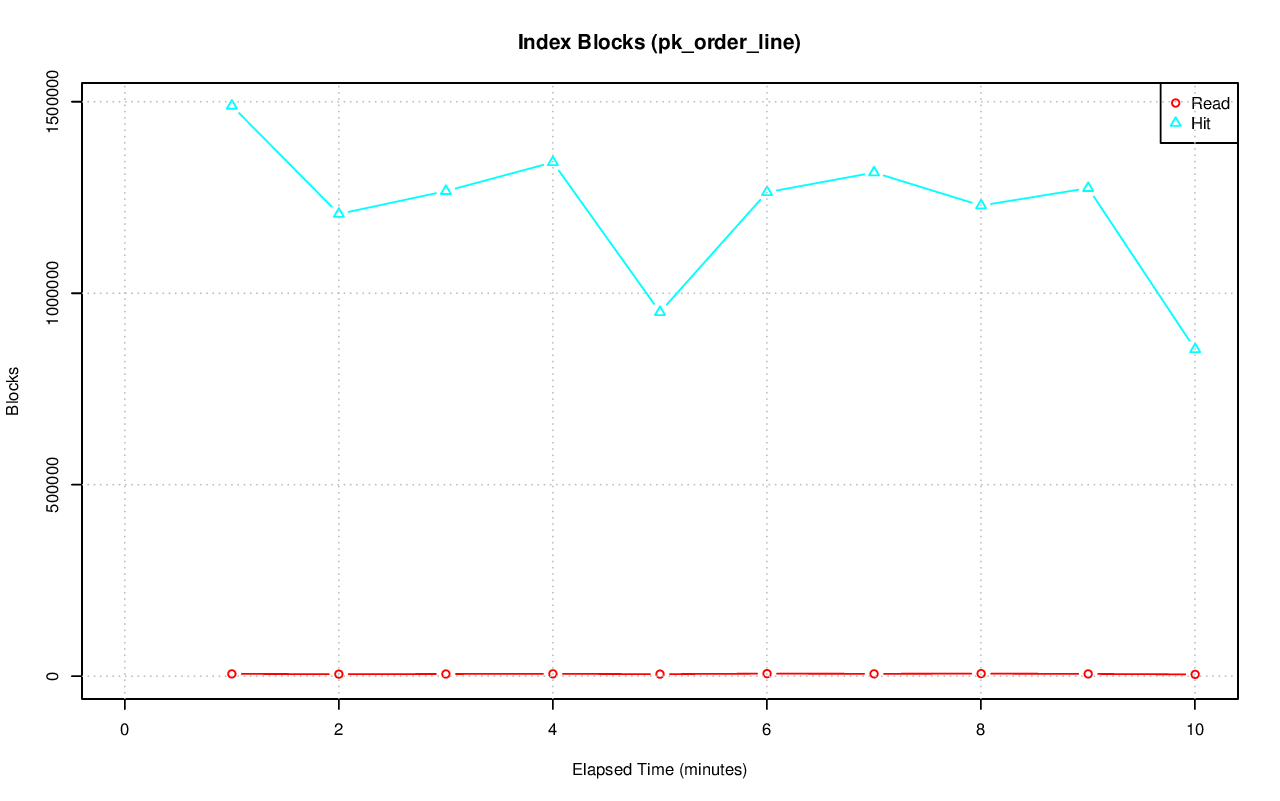 Index Blocks (pk_order_line)
Read
Hit
Blocks
1500000
1000000
500000
0
0 2 4 6 8 10
Elapsed Time (minutes)